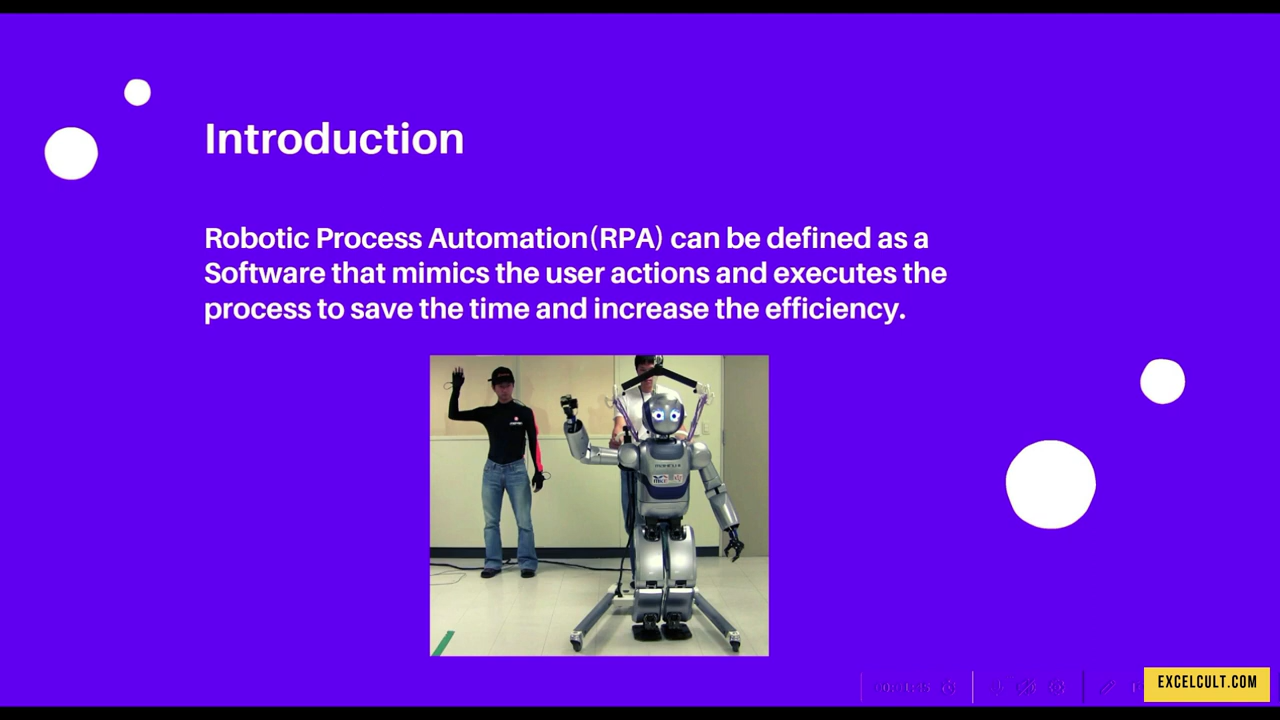 Introduction
Robotic Process Automation(RPA) can be defined as a
Software that mimics the user actions and executes the
process to save the time and increase the efficiency.
EXCELCULT.COM